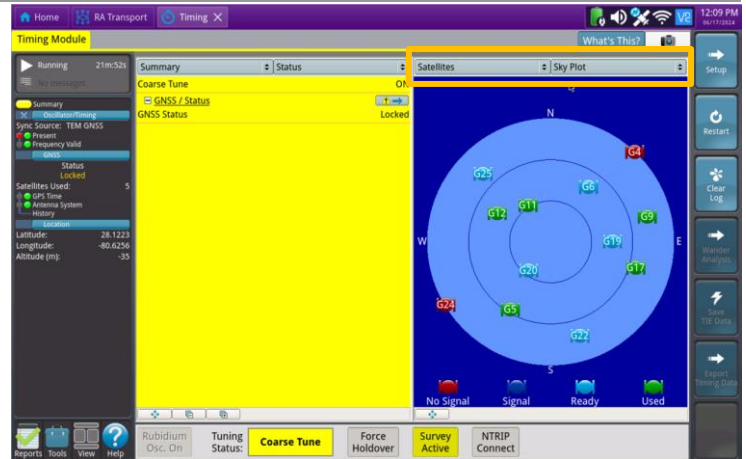 Home
RA Transport
Timing
12:09 PM
06/17/2024
Timing Module
What's This?
Running 21m:52s
No messages
Summary
Oscillator/Timing
Sync Source: TEM GNSS
Present
Frequency Valid
GNSS
Status
Locked
Satellites Used: 5
GPS Time
Antenna System
History
Location
Latitude: 28.1223
Longitude: -80.6256
Altitude (m): -35
Summary Status
Coarse Tune ON
GNSS / Status
GNSS Status Locked
Satellites Sky Plot
N
G4
G25
G6
G11
G12
G9
W
G19
E
G20
G17
G24
G5
G22
S
No Signal Signal Ready Used
Setup
Restart
Clear
Log
Wander
Analysis
Save
TIE Data
Export
Timing Data
Reports Tools View Help
Rubidium
Osc. On
Tuning
Status:
Coarse Tune
Force
Holdover
Survey
Active
NTRIP
Connect